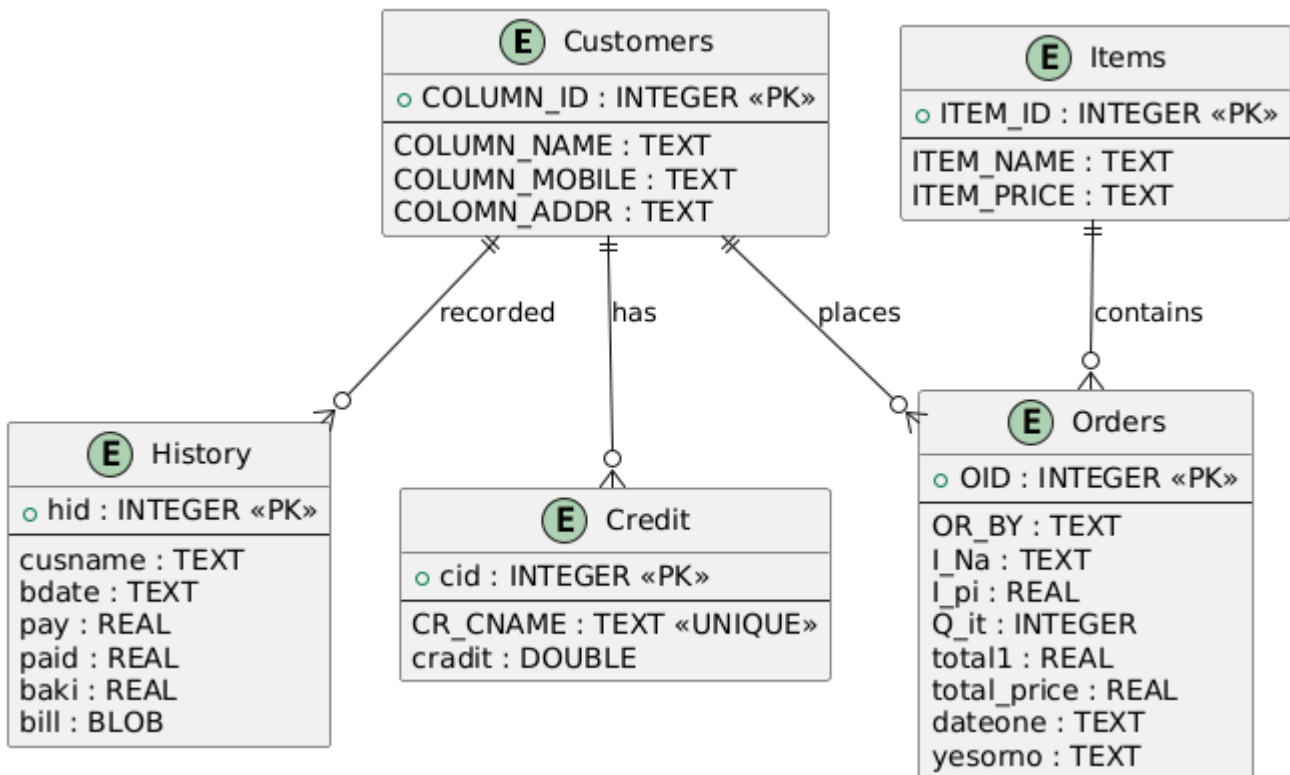 E Customers
COLUMN_ID : INTEGER «PK»
COLUMN_NAME : TEXT
COLUMN_MOBILE : TEXT
COLOMN_ADDR : TEXT
E Items
ITEM_ID : INTEGER «PK»
ITEM_NAME : TEXT
ITEM_PRICE : TEXT
recorded
has
places
contains
E History
hid : INTEGER «PK»
cusname : TEXT
bdate : TEXT
pay : REAL
paid : REAL
baki : REAL
bill : BLOB
E Credit
cid : INTEGER «PK»
CR_CNAME : TEXT «UNIQUE»
cradit : DOUBLE
E Orders
OID : INTEGER «PK»
OR_BY : TEXT
I_Na : TEXT
I_pi : REAL
Q_it : INTEGER
total1 : REAL
total_price : REAL
dateone : TEXT
yesorno : TEXT